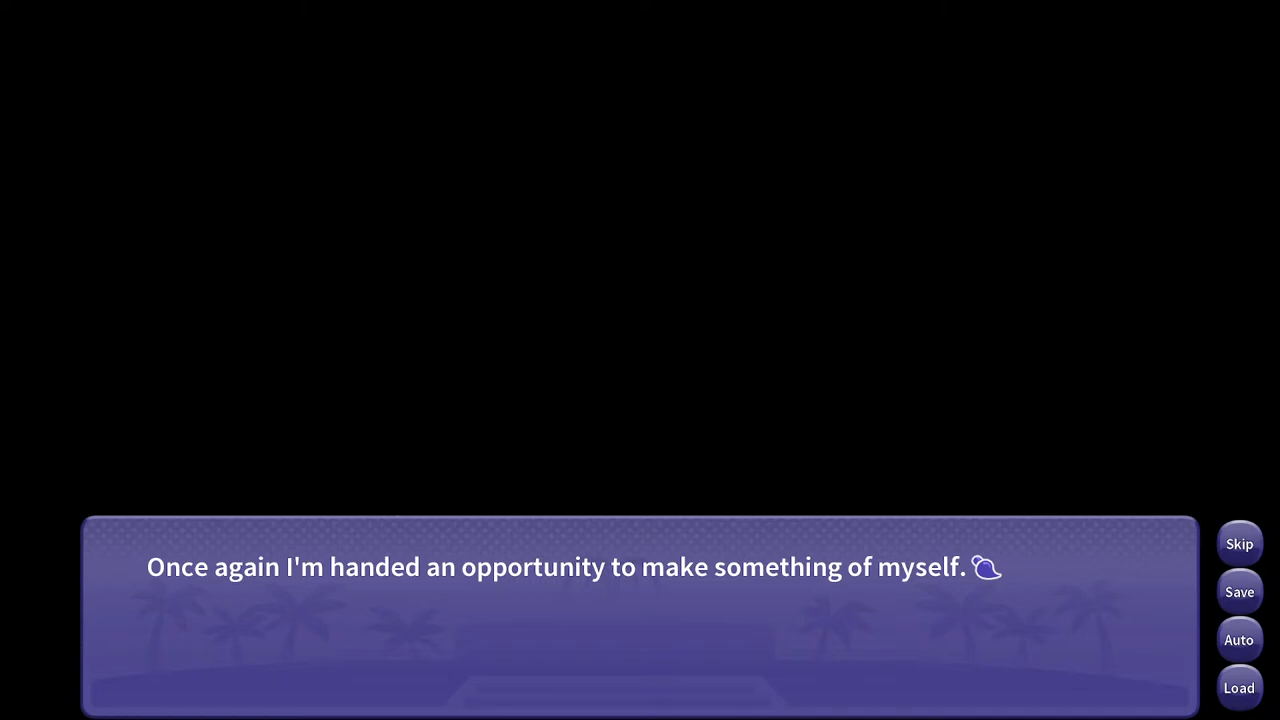 Once again I'm handed an opportunity to make something of myself.
Skip
Save
Auto
Load